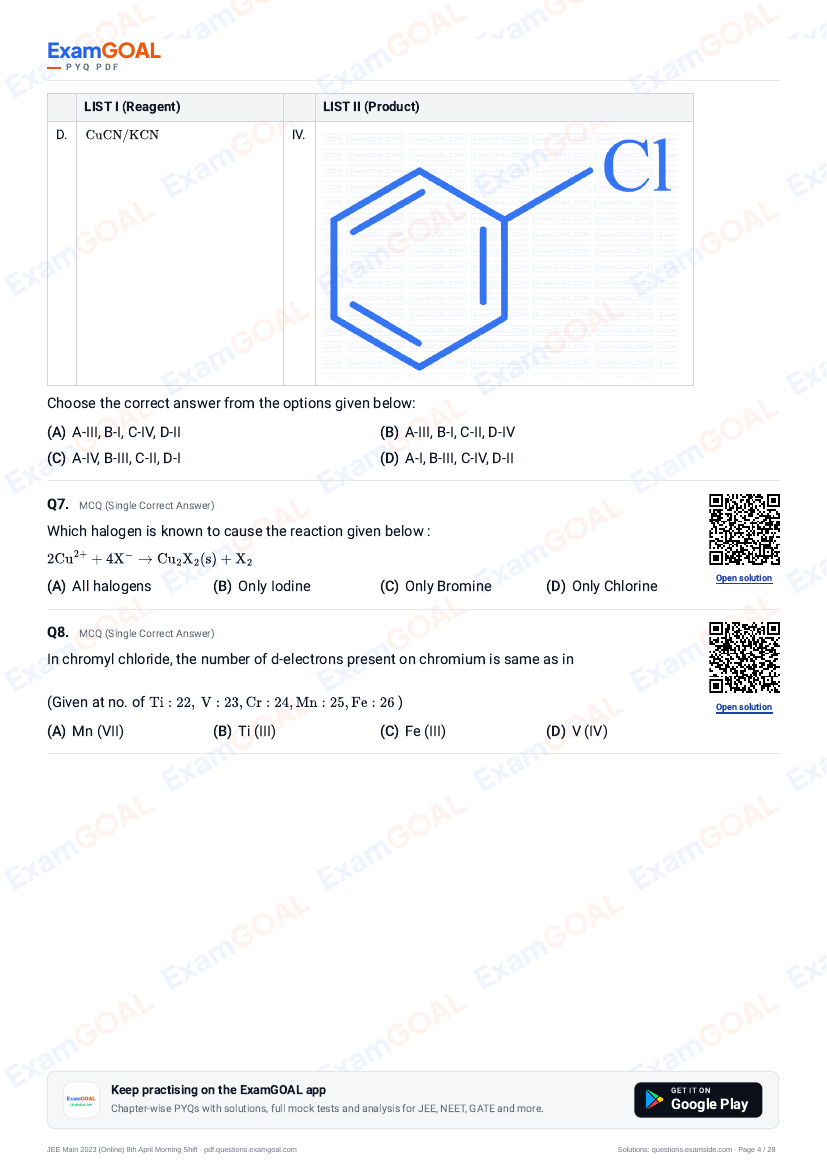 ExamGOAL
PYQ PDF
LIST I (Reagent) LIST II (Product)
D. CuCN/KCN IV.
Cl
Choose the correct answer from the options given below:
(A) A-III, B-I, C-IV, D-II (B) A-III, B-I, C-II, D-IV
(C) A-IV, B-III, C-II, D-I (D) A-I, B-III, C-IV, D-II
Q7. MCQ (Single Correct Answer)
Which halogen is known to cause the reaction given below :
2Cu²⁺ + 4X⁻ → Cu₂X₂(s) + X₂
(A) All halogens (B) Only Iodine (C) Only Bromine (D) Only Chlorine
Open solution
Q8. MCQ (Single Correct Answer)
In chromyl chloride, the number of d-electrons present on chromium is same as in
(Given at no. of Ti : 22, V : 23, Cr : 24, Mn : 25, Fe : 26 )
Open solution
(A) Mn (VII) (B) Ti (III) (C) Fe (III) (D) V (IV)
ExamGOAL
Keep practising on the ExamGOAL app
Chapter-wise PYQs with solutions, full mock tests and analysis for JEE, NEET, GATE and more.
GET IT ON
Google Play
JEE Main 2023 (Online) 8th April Morning Shift · pdf.questions.examgoal.com Solutions: questions.examside.com · Page 4 / 28